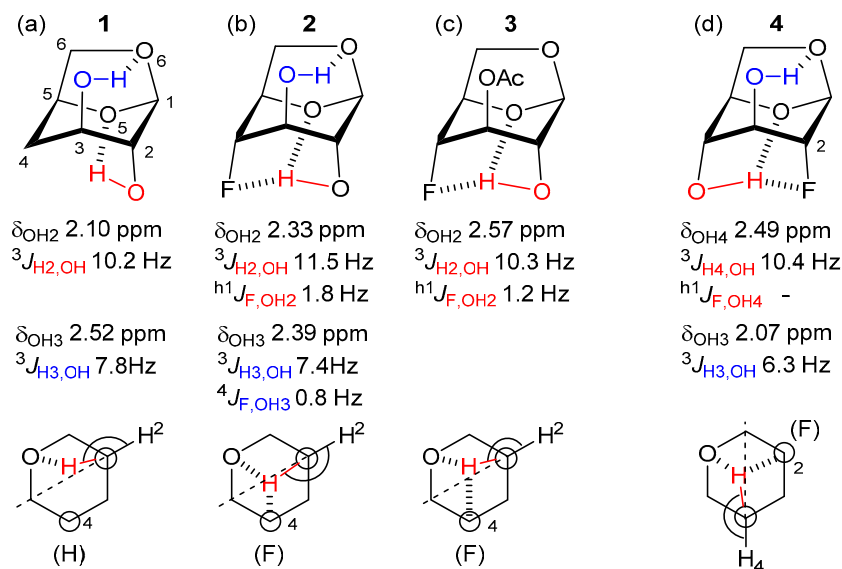 (a) 1 (b) 2 (c) 3 (d) 4
6 O 6 O H 5 O 5 1 4 3 2 H O
O O H O F H O
O OAc O F H O
O O H O 2 O H F
δOH2 2.10 ppm
³JH2,OH 10.2 Hz
δOH3 2.52 ppm
³JH3,OH 7.8Hz
δOH2 2.33 ppm
³JH2,OH 11.5 Hz
h1JF,OH2 1.8 Hz
δOH3 2.39 ppm
³JH3,OH 7.4Hz
⁴JF,OH3 0.8 Hz
δOH2 2.57 ppm
³JH2,OH 10.3 Hz
h1JF,OH2 1.2 Hz
δOH4 2.49 ppm
³JH4,OH 10.4 Hz
h1JF,OH4 -
δOH3 2.07 ppm
³JH3,OH 6.3 Hz
O H H²
4
(H)
O H H²
4
(F)
O H H²
4
(F)
(F)
O H 2
H₄